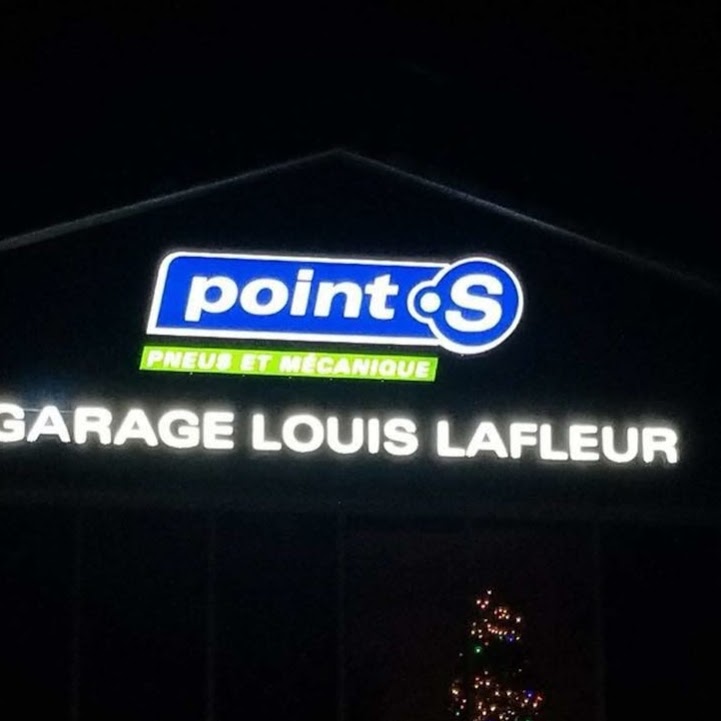 point S
PNEUS ET MÉCANIQUE
GARAGE LOUIS LAFLEUR